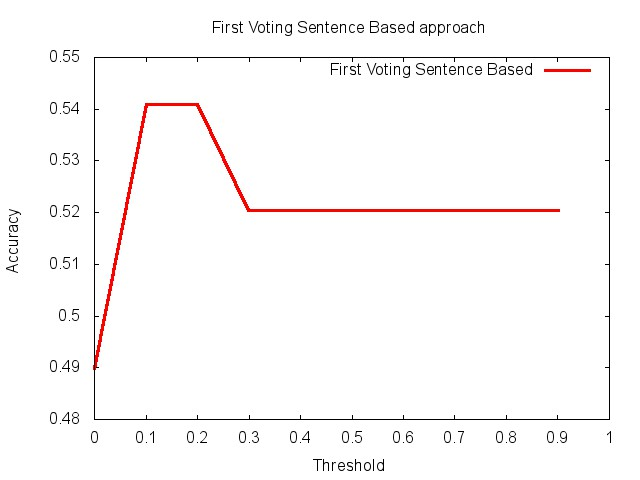 First Voting Sentence Based approach
First Voting Sentence Based
0.55
0.54
0.53
0.52
0.51
0.5
0.49
0.48
Accuracy
0 0.1 0.2 0.3 0.4 0.5 0.6 0.7 0.8 0.9 1
Threshold